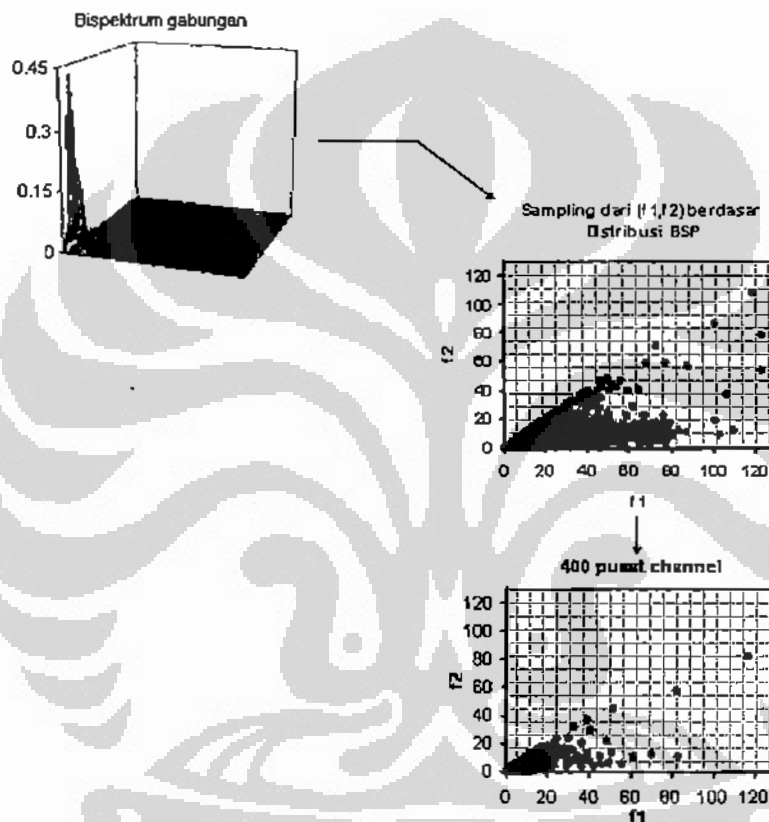 Bispektrum gabungan
0.45
0.3
0.15
0
Sampling dari (f1,f2) berdasar
Distribusi BSP
120
100
80
60
40
20
0
f2
0 20 40 60 80 100 120
f1
400 pusat channel
120
100
80
60
40
20
0
f2
0 20 40 60 80 100 120
f1